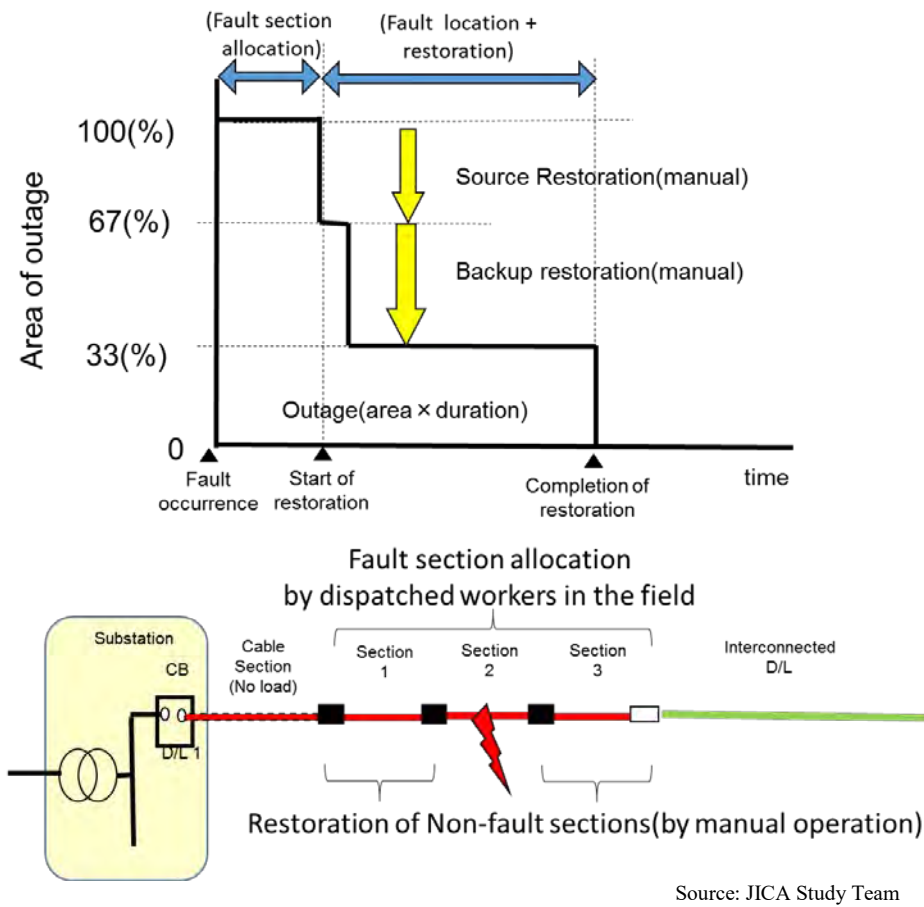 (Fault section
allocation)
(Fault location +
restoration)
100(%)
67(%)
33(%)
0
Area of outage
Source Restoration(manual)
Backup restoration(manual)
Outage(area × duration)
Fault
occurrence
Start of
restoration
Completion of
restoration
time
Fault section allocation
by dispatched workers in the field
Substation
CB
D/L 1
Cable
Section
(No load)
Section
1
Section
2
Section
3
Interconnected
D/L
Restoration of Non-fault sections(by manual operation)
Source: JICA Study Team